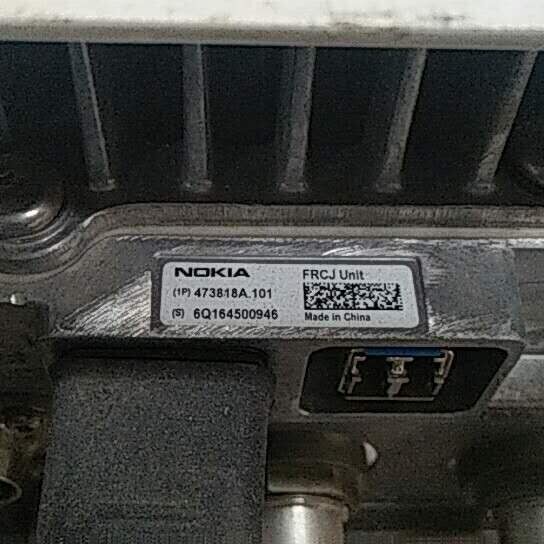 NOKIA
(1P) 473818A.101
(S) 6Q164500946
FRCJ Unit
Made in China